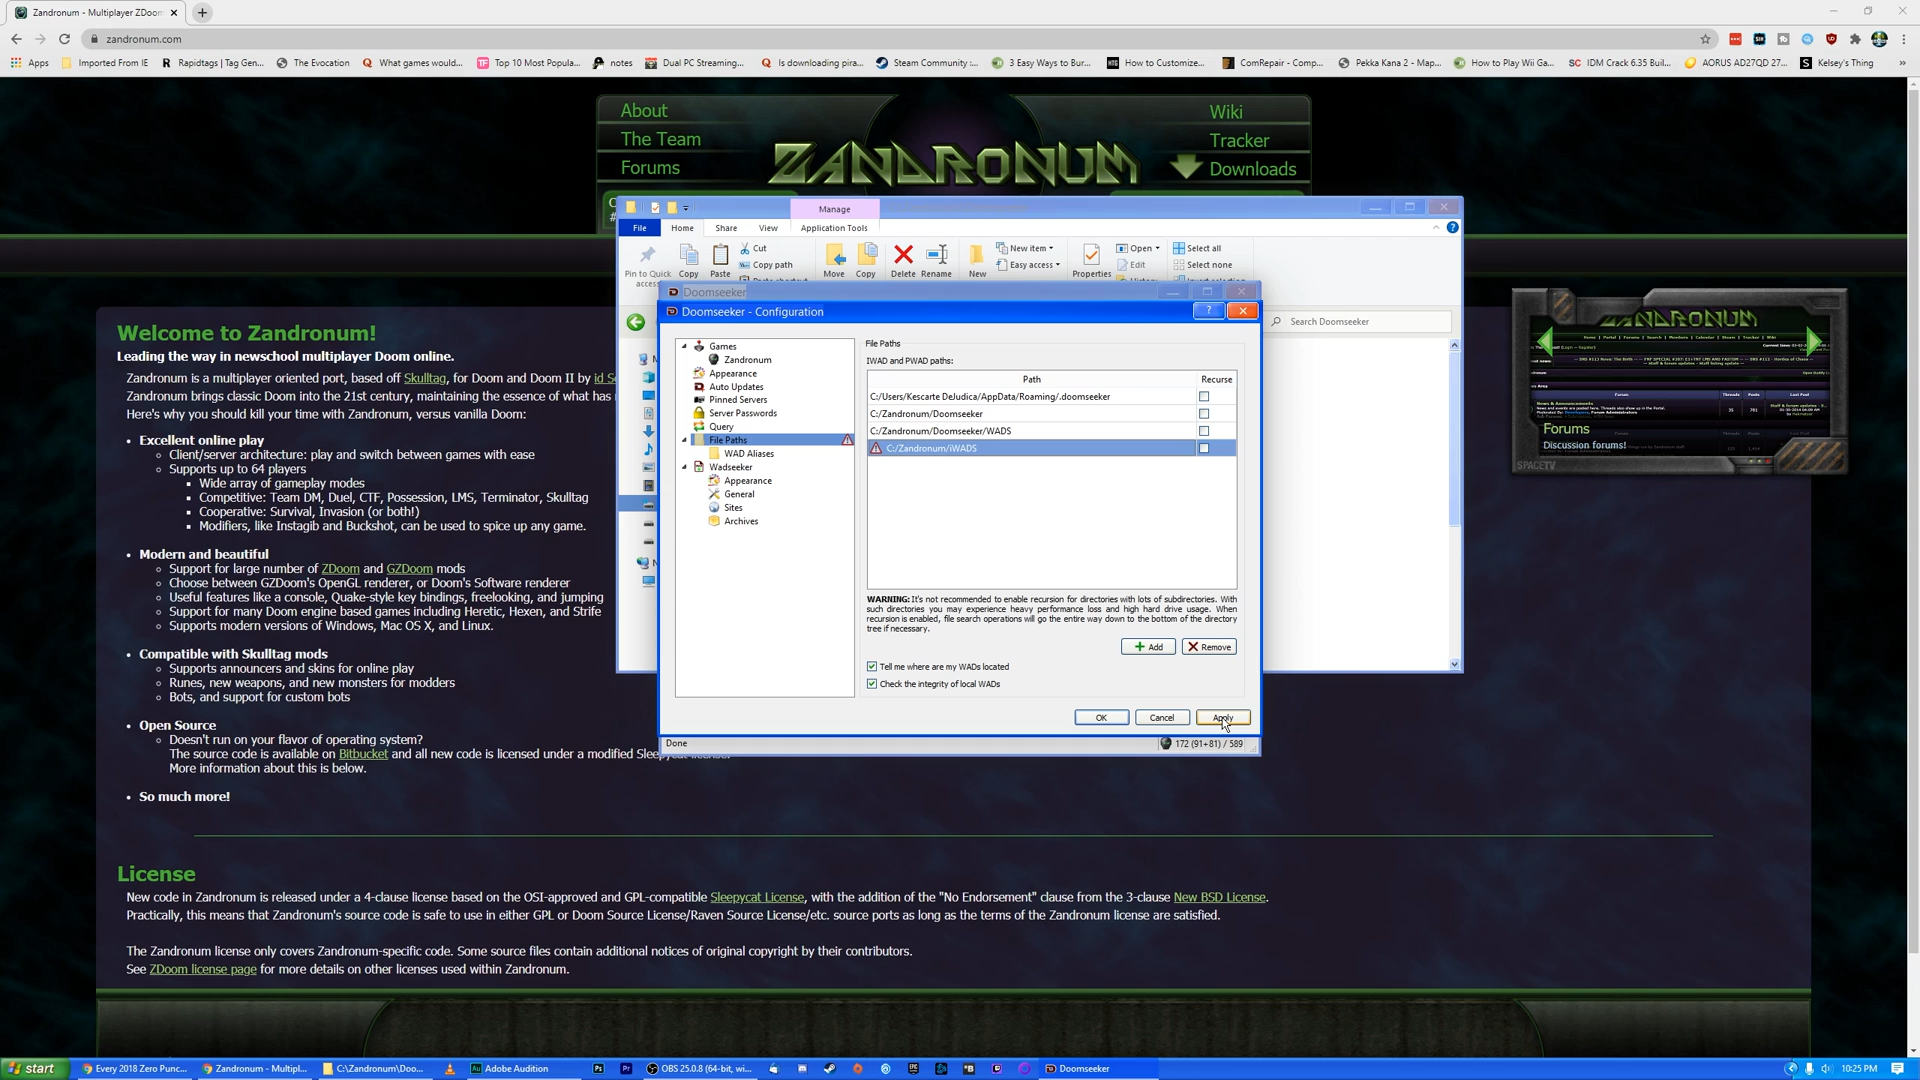 Zandronum - Multiplayer ZDoom
zandronum.com
Apps
Imported From IE
Rapidtags | Tag Gen...
The Evocation
What games would...
Top 10 Most Popula...
notes
Dual PC Streaming...
Is downloading pira...
Steam Community :...
3 Easy Ways to Bur...
How to Customize...
ComRepair - Comp...
Pekka Kana 2 - Map...
How to Play Wii Ga...
IDM Crack 6.35 Buil...
AORUS AD27QD 27...
Kelsey's Thing
About
The Team
Forums
ZANDRONUM
Wiki
Tracker
Downloads
Manage
File
Home
Share
View
Application Tools
Pin to Quick
access
Copy
Paste
Cut
Copy path
Move
Copy
Delete
Rename
New
New item
Easy access
Properties
Open
Edit
Select all
Select none
Search Doomseeker
Doomseeker
Doomseeker - Configuration
Games
Zandronum
Appearance
Auto Updates
Pinned Servers
Server Passwords
Query
File Paths
WAD Aliases
Wadseeker
Appearance
General
Sites
Archives
File Paths
IWAD and PWAD paths:
Path Recurse
C:/Users/Kescarte DeJudica/AppData/Roaming/.doomseeker
C:/Zandronum/Doomseeker
C:/Zandronum/Doomseeker/WADS
C:/Zandronum/iWADS
WARNING: It's not recommended to enable recursion for directories with lots of subdirectories. With
such directories you may experience heavy performance loss and high hard drive usage. When
recursion is enabled, file search operations will go the entire way down to the bottom of the directory
tree if necessary.
Add
Remove
Tell me where are my WADs located
Check the integrity of local WADs
OK
Cancel
Apply
Done
172 (91+81) / 589
Welcome to Zandronum!
Leading the way in newschool multiplayer Doom online.
Zandronum is a multiplayer oriented port, based off Skulltag, for Doom and Doom II by id S
Zandronum brings classic Doom into the 21st century, maintaining the essence of what has
Here's why you should kill your time with Zandronum, versus vanilla Doom:
Excellent online play
Client/server architecture: play and switch between games with ease
Supports up to 64 players
Wide array of gameplay modes
Competitive: Team DM, Duel, CTF, Possession, LMS, Terminator, Skulltag
Cooperative: Survival, Invasion (or both!)
Modifiers, like Instagib and Buckshot, can be used to spice up any game.
Modern and beautiful
Support for large number of ZDoom and GZDoom mods
Choose between GZDoom's OpenGL renderer, or Doom's Software renderer
Useful features like a console, Quake-style key bindings, freelooking, and jumping
Support for many Doom engine based games including Heretic, Hexen, and Strife
Supports modern versions of Windows, Mac OS X, and Linux.
Compatible with Skulltag mods
Supports announcers and skins for online play
Runes, new weapons, and new monsters for modders
Bots, and support for custom bots
Open Source
Doesn't run on your flavor of operating system?
The source code is available on Bitbucket and all new code is licensed under a modified Sleepycat license.
More information about this is below.
So much more!
ZANDRONUM
Forums
Discussion forums!
SPACETV
License
New code in Zandronum is released under a 4-clause license based on the OSI-approved and GPL-compatible Sleepycat License, with the addition of the "No Endorsement" clause from the 3-clause New BSD License.
Practically, this means that Zandronum's source code is safe to use in either GPL or Doom Source License/Raven Source License/etc. source ports as long as the terms of the Zandronum license are satisfied.
The Zandronum license only covers Zandronum-specific code. Some source files contain additional notices of original copyright by their contributors.
See ZDoom license page for more details on other licenses used within Zandronum.
start
Every 2018 Zero Punc...
Zandronum - Multipl...
C:\Zandronum\Doo...
Adobe Audition
OBS 25.0.8 (64-bit, wi...
Doomseeker
10:25 PM